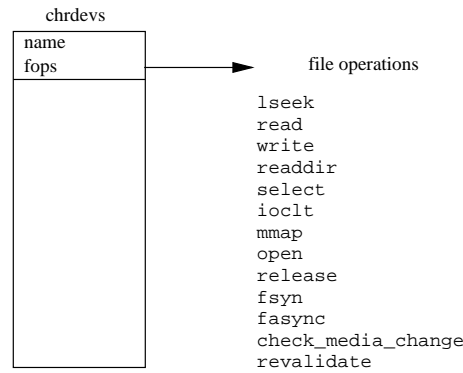 chrdevs
name
fops
file operations
lseek
read
write
readdir
select
ioclt
mmap
open
release
fsyn
fasync
check_media_change
revalidate